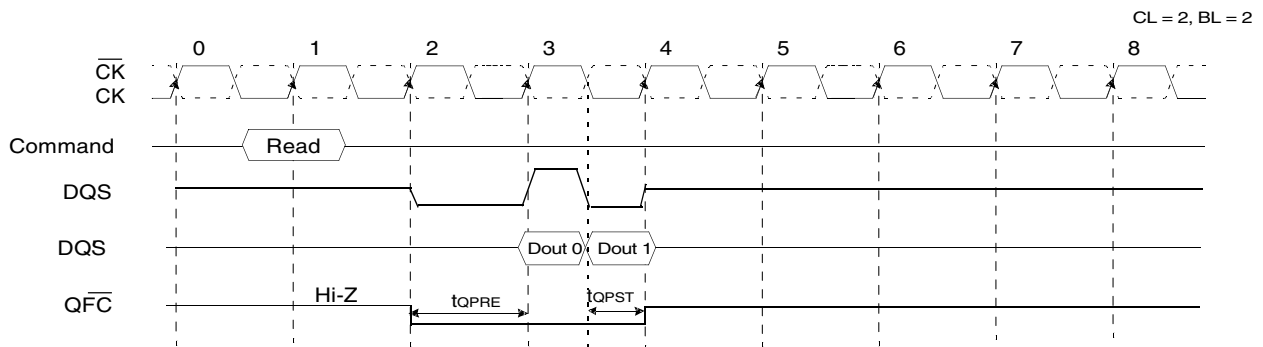 CL = 2, BL = 2
0 1 2 3 4 5 6 7 8
CK
CK
Command Read
DQS
DQS Dout 0 Dout 1
QFC Hi-Z tQPRE tQPST